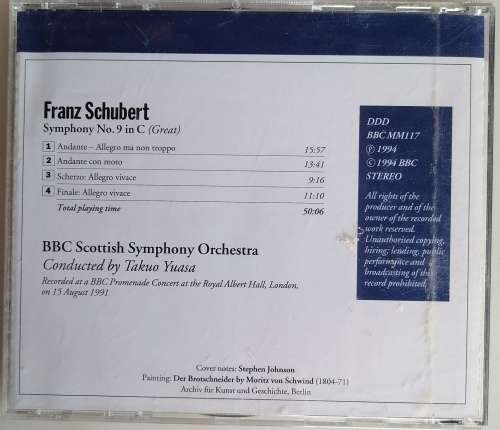 Franz Schubert
Symphony No. 9 in C (Great)
1 Andante – Allegro ma non troppo 15:57
2 Andante con moto 13:41
3 Scherzo: Allegro vivace 9:16
4 Finale: Allegro vivace 11:10
Total playing time 50:06
BBC Scottish Symphony Orchestra
Conducted by Takuo Yuasa
Recorded at a BBC Promenade Concert at the Royal Albert Hall, London,
on 15 August 1991
DDD
BBC MM117
℗ 1994
© 1994 BBC
STEREO
All rights of the
producer and of the
owner of the recorded
work reserved.
Unauthorised copying,
hiring, lending, public
performance and
broadcasting of this
record prohibited.
Cover notes: Stephen Johnson
Painting: Der Brotschneider by Moritz von Schwind (1804-71)
Archiv für Kunst und Geschichte, Berlin